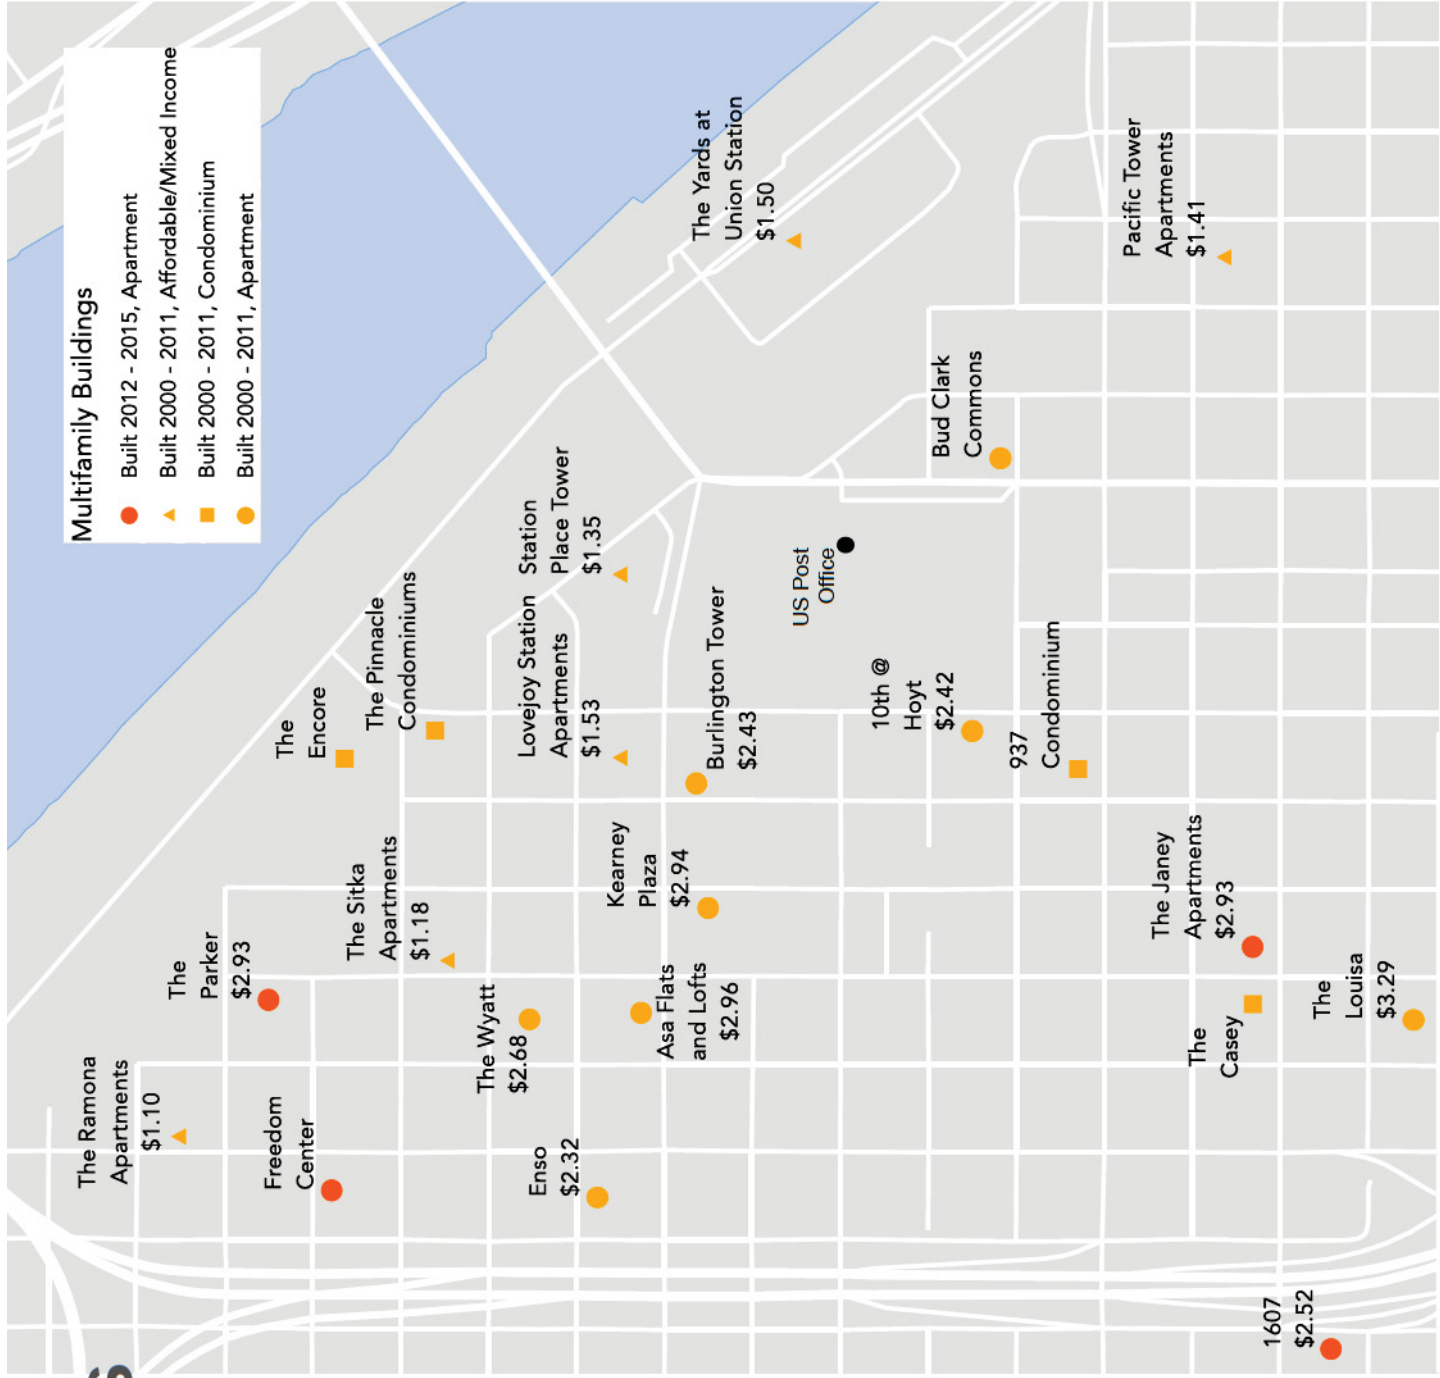 Multifamily Buildings
Built 2012 - 2015, Apartment
Built 2000 - 2011, Affordable/Mixed Income
Built 2000 - 2011, Condominium
Built 2000 - 2011, Apartment
The Ramona
Apartments
$1.10
The
Parker
$2.93
Freedom
Center
The
Encore
The Pinnacle
Condominiums
The Sitka
Apartments
$1.18
The Wyatt
$2.68
Enso
$2.32
Lovejoy Station
Apartments
$1.53
Station
Place Tower
$1.35
Kearney
Plaza
$2.94
Asa Flats
and Lofts
$2.96
Burlington Tower
$2.43
The Yards at
Union Station
$1.50
US Post
Office
10th @
Hoyt
$2.42
Bud Clark
Commons
937
Condominium
Pacific Tower
Apartments
$1.41
The Janey
Apartments
$2.93
The
Casey
The
Louisa
$3.29
1607
$2.52